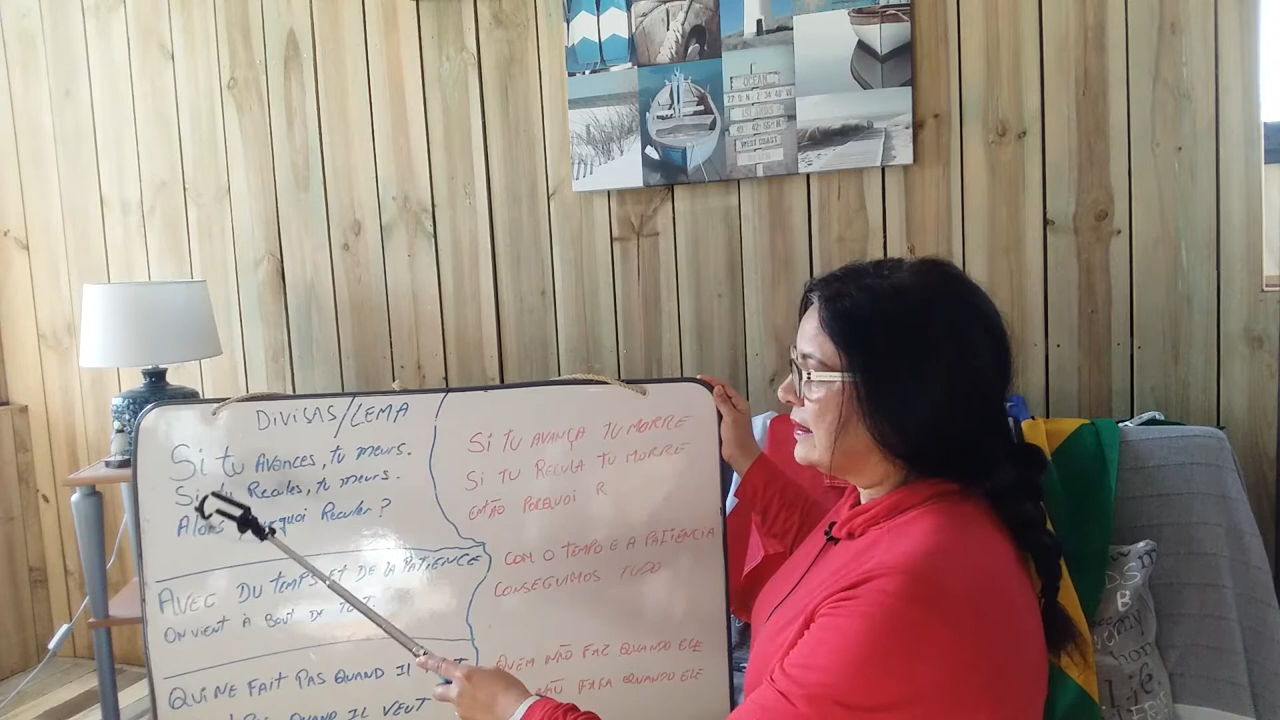 OCEAN
ISLANDS
WEST COAST
DIVISAS/LEMA
Si tu AVANCES, tu meurs.
Si tu Recules, tu meurs.
Alors Pourquoi Reculer ?
AVEC DU TEMPS ET DE LA PATIENCE
ON VIENT À BOUT DE TOUT.
QUI NE FAIT PAS QUAND IL
QUAND IL VEUT
SI TU AVANÇA TU MORRE
SI TU RECULA TU MORRE
ENTÃO PORQUOI R
COM O TEMPO E A PACIÊNCIA
CONSEGUIMOS TUDO
QUEM NÃO FAZ QUANDO ELE
NÃO FARA QUANDO ELE
DSN
B